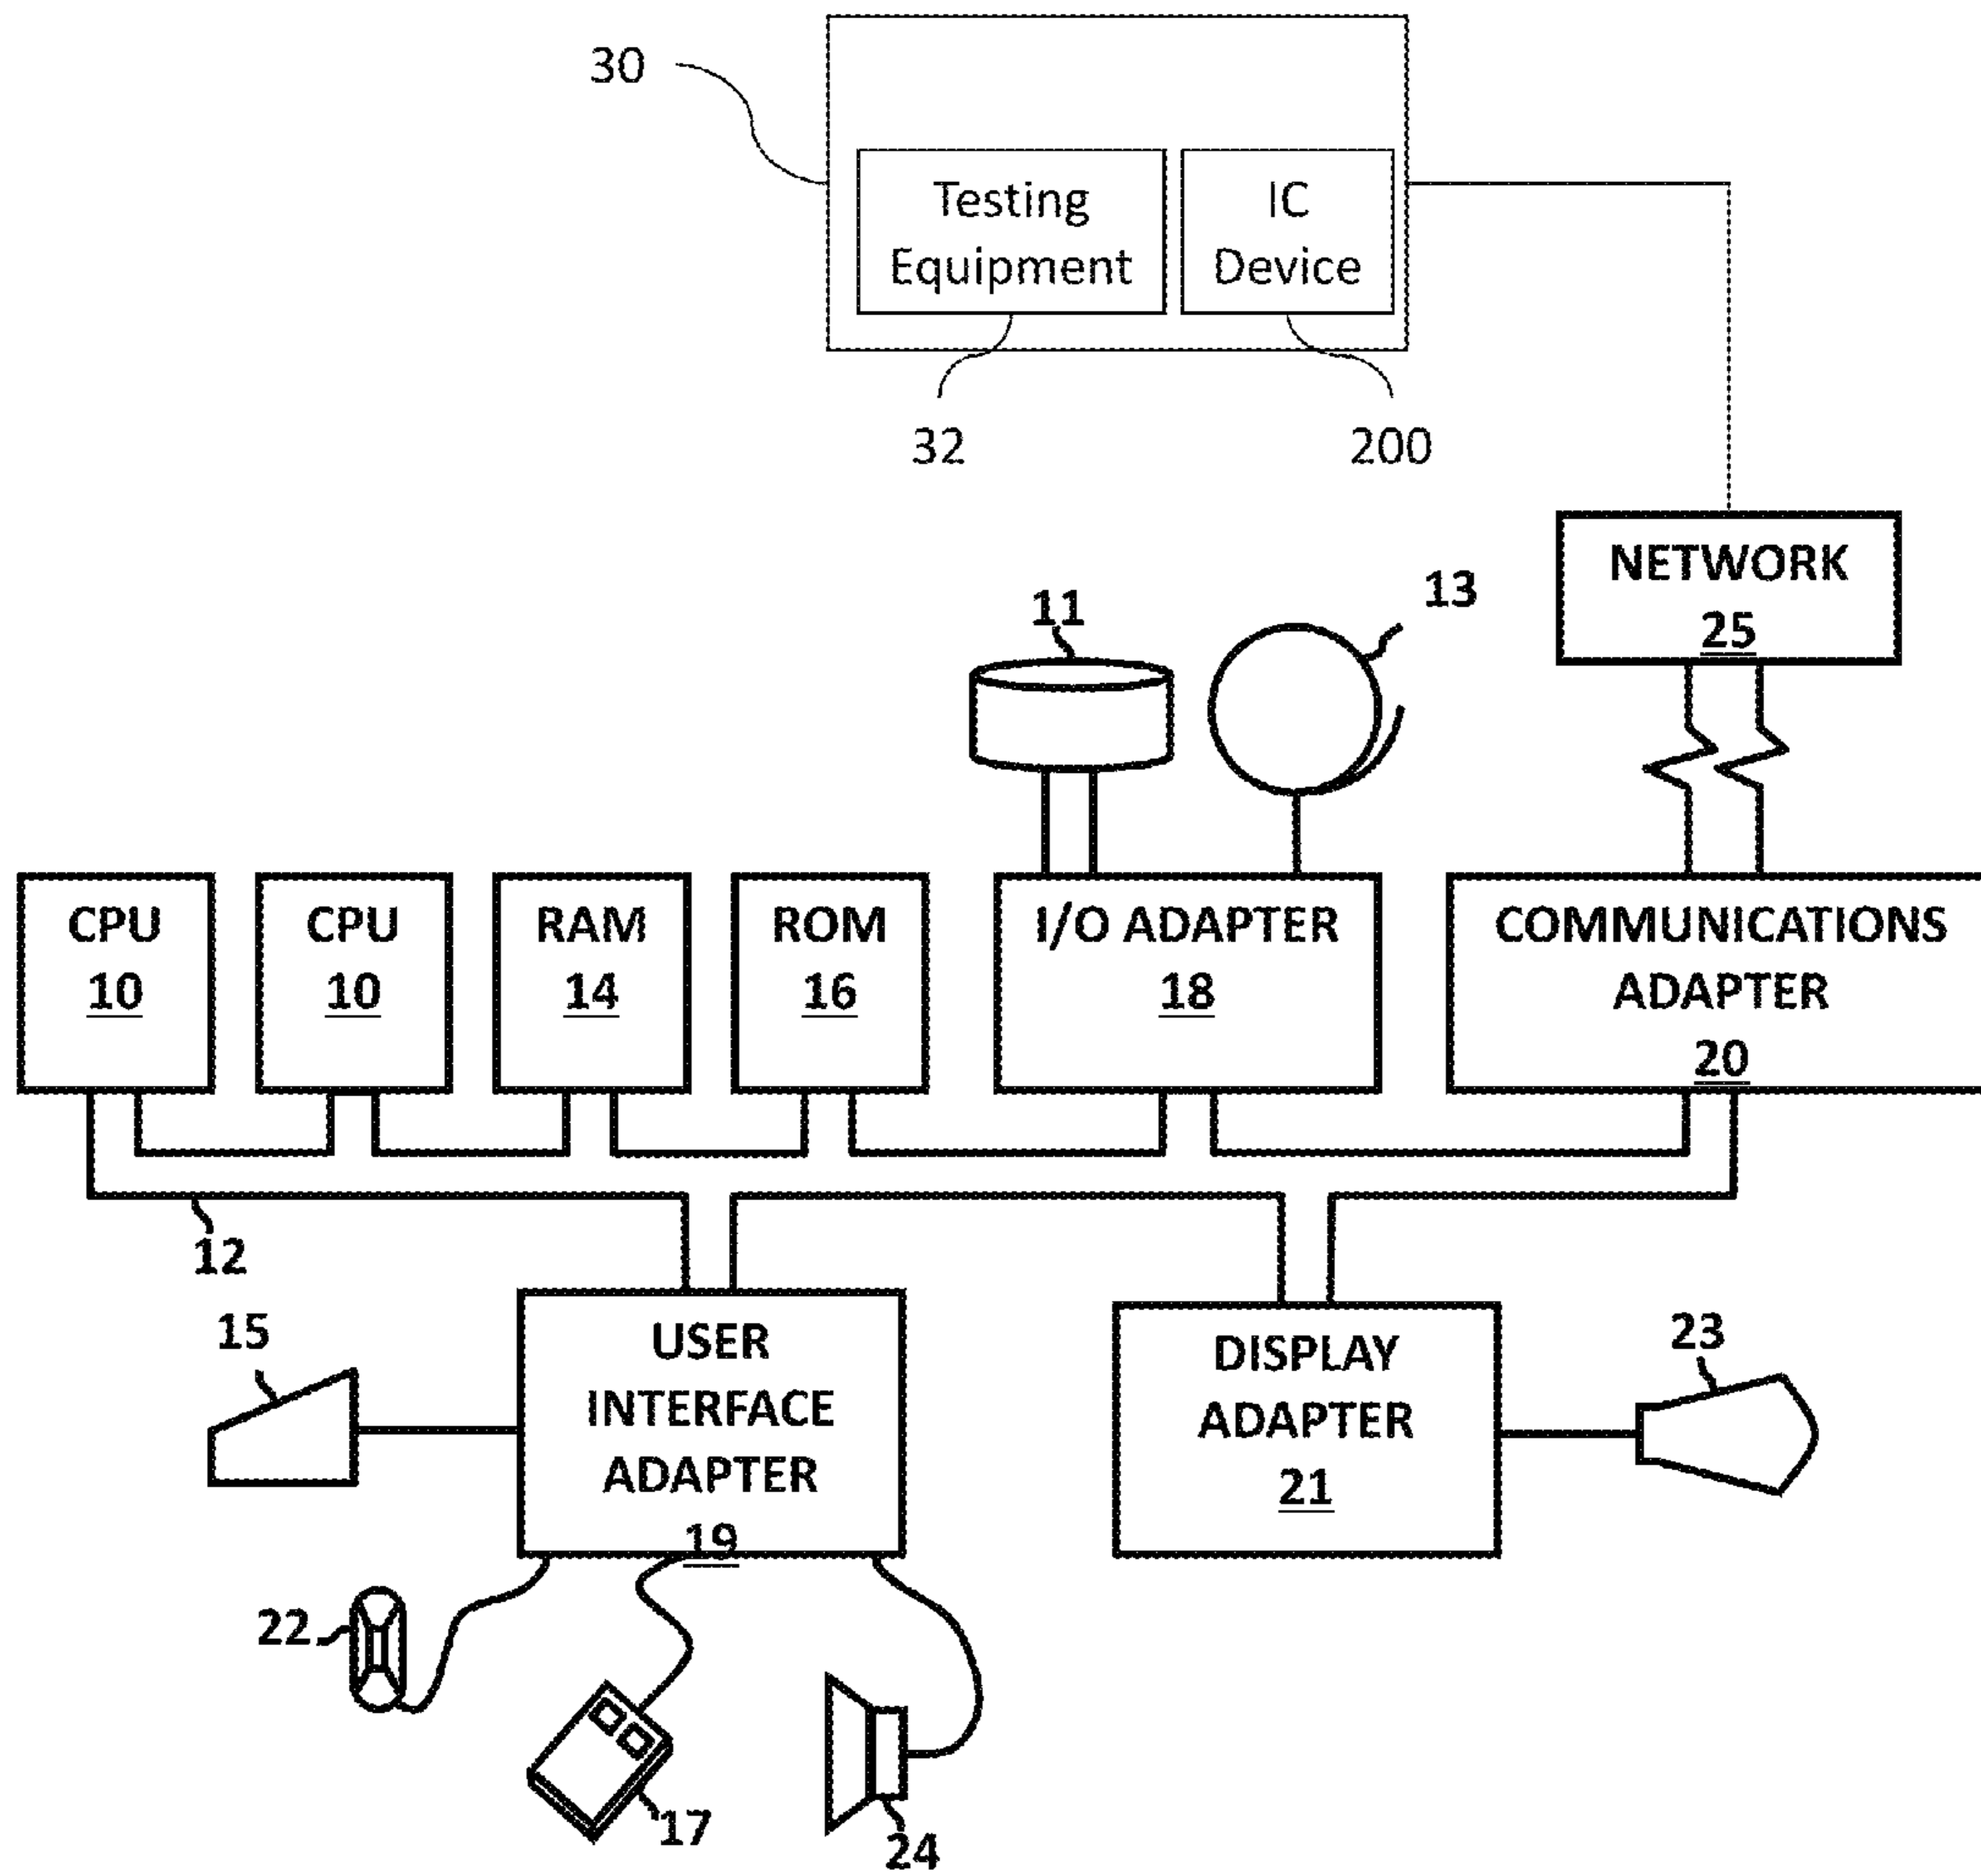 30
Testing
Equipment
IC
Device
32
200
NETWORK
25
11
13
CPU
10
CPU
10
RAM
14
ROM
16
I/O ADAPTER
18
COMMUNICATIONS
ADAPTER
20
12
15
USER
INTERFACE
ADAPTER
19
DISPLAY
ADAPTER
21
23
22
17
24